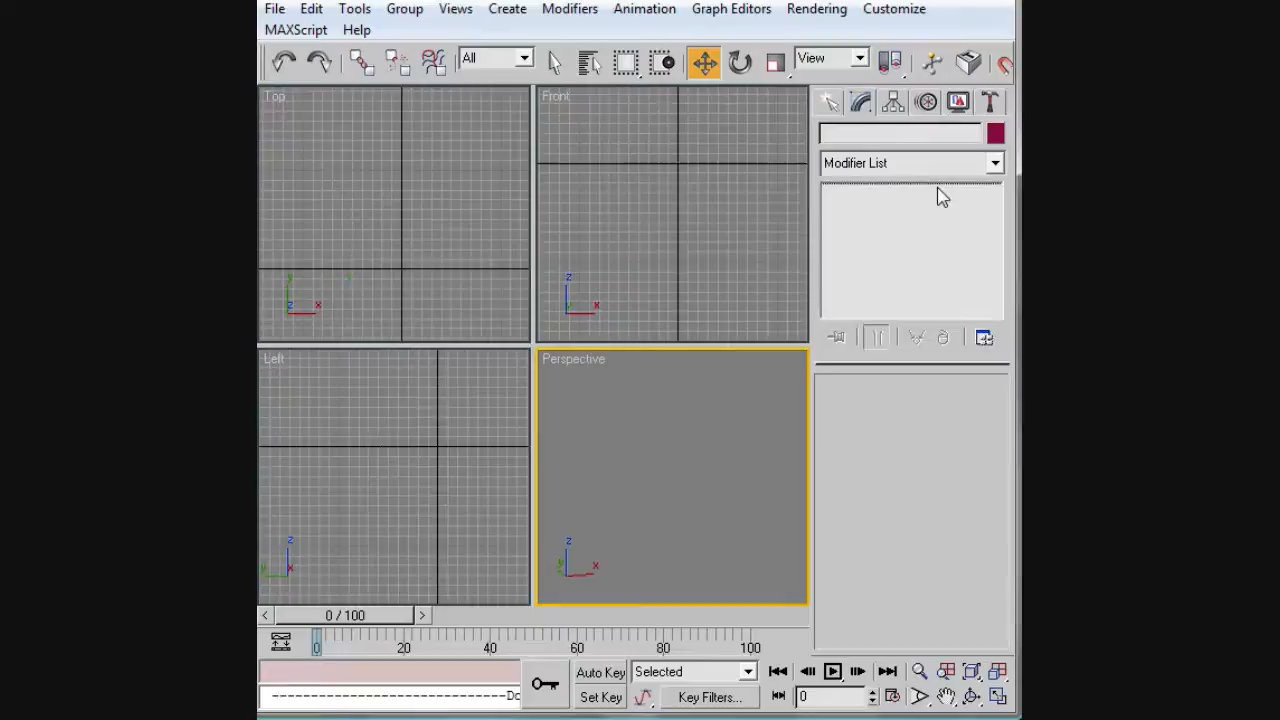 File Edit Tools Group Views Create Modifiers Animation Graph Editors Rendering Customize
MAXScript Help
All View
Top Front
Modifier List
y z
z x y x
Left Perspective
z z
y x y x
< 0 / 100 >
0 20 40 60 80 100
Auto Key Selected
Set Key Key Filters... 0